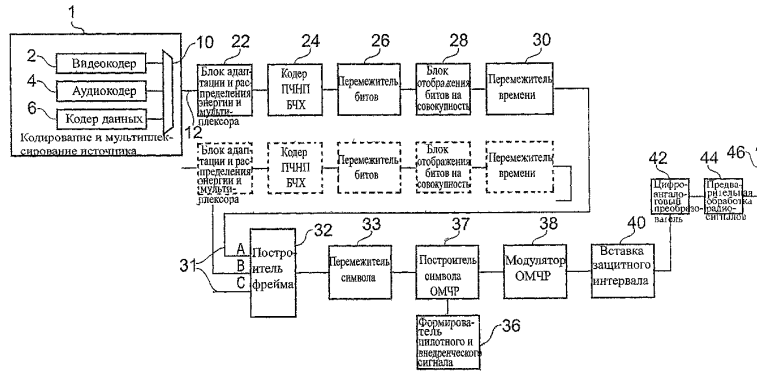 1
2
Видеокодер
4
Аудиокодер
6
Кодер данных
Кодирование и мультиплек-
сирование источника
10
12
22
Блок адап-
тации и рас-
пределения
энергии и
мульти-
плексора
24
Кодер
ПЧНП
БЧХ
26
Перемежитель
битов
28
Блок
отображения
битов на
совокупность
30
Перемежитель
времени
Блок адап-
тации и рас-
пределения
энергии и
мульти-
плексора
Кодер
ПЧНП
БЧХ
Перемежитель
битов
Блок
отображения
битов на
совокупность
Перемежитель
времени
31
A
B
C
32
Построи-
тель
фрейма
33
Перемежитель
символа
37
Построитель
символа
ОМЧР
36
Формирова-
тель
пилотного и
внедренческого
сигнала
38
Модулятор
ОМЧР
40
Вставка
защитного
интервала
42
Цифро-
аналоговый
преобразо-
ватель
44
Предва-
рительная
обработка
радио-
сигналов
46